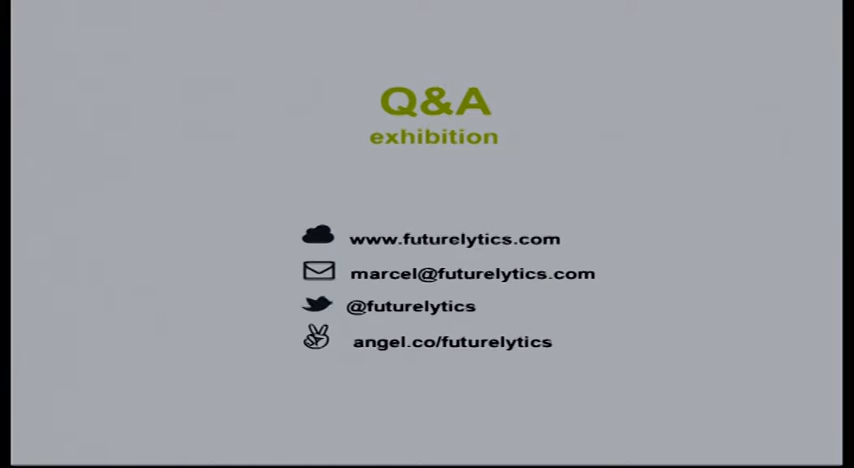 Q&A
exhibition
www.futurelytics.com
marcel@futurelytics.com
@futurelytics
angel.co/futurelytics